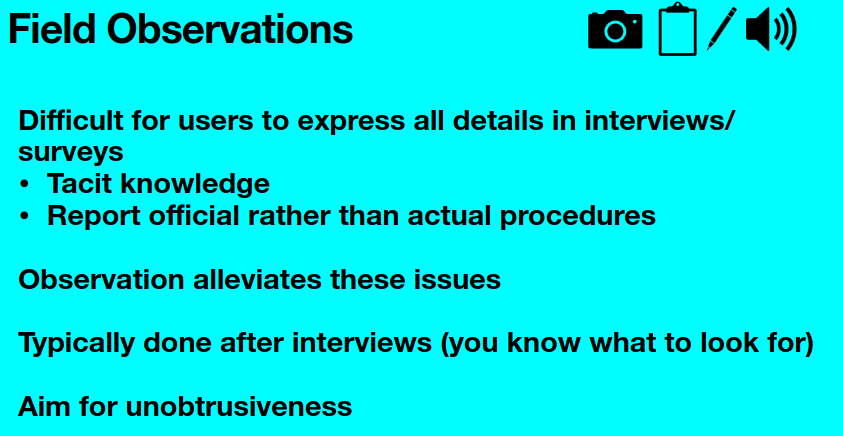 Field Observations
Difficult for users to express all details in interviews/
surveys
• Tacit knowledge
• Report official rather than actual procedures
Observation alleviates these issues
Typically done after interviews (you know what to look for)
Aim for unobtrusiveness